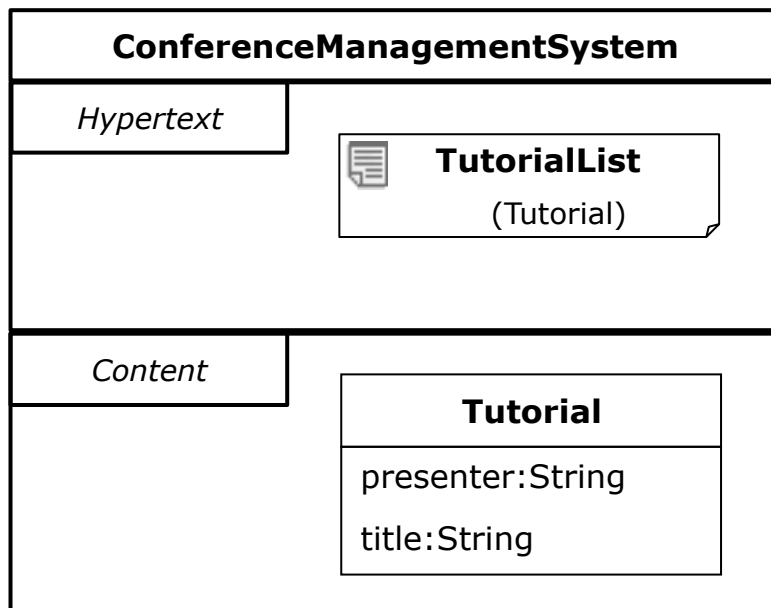 ConferenceManagementSystem
Hypertext
TutorialList
(Tutorial)
Content
Tutorial
presenter:String
title:String